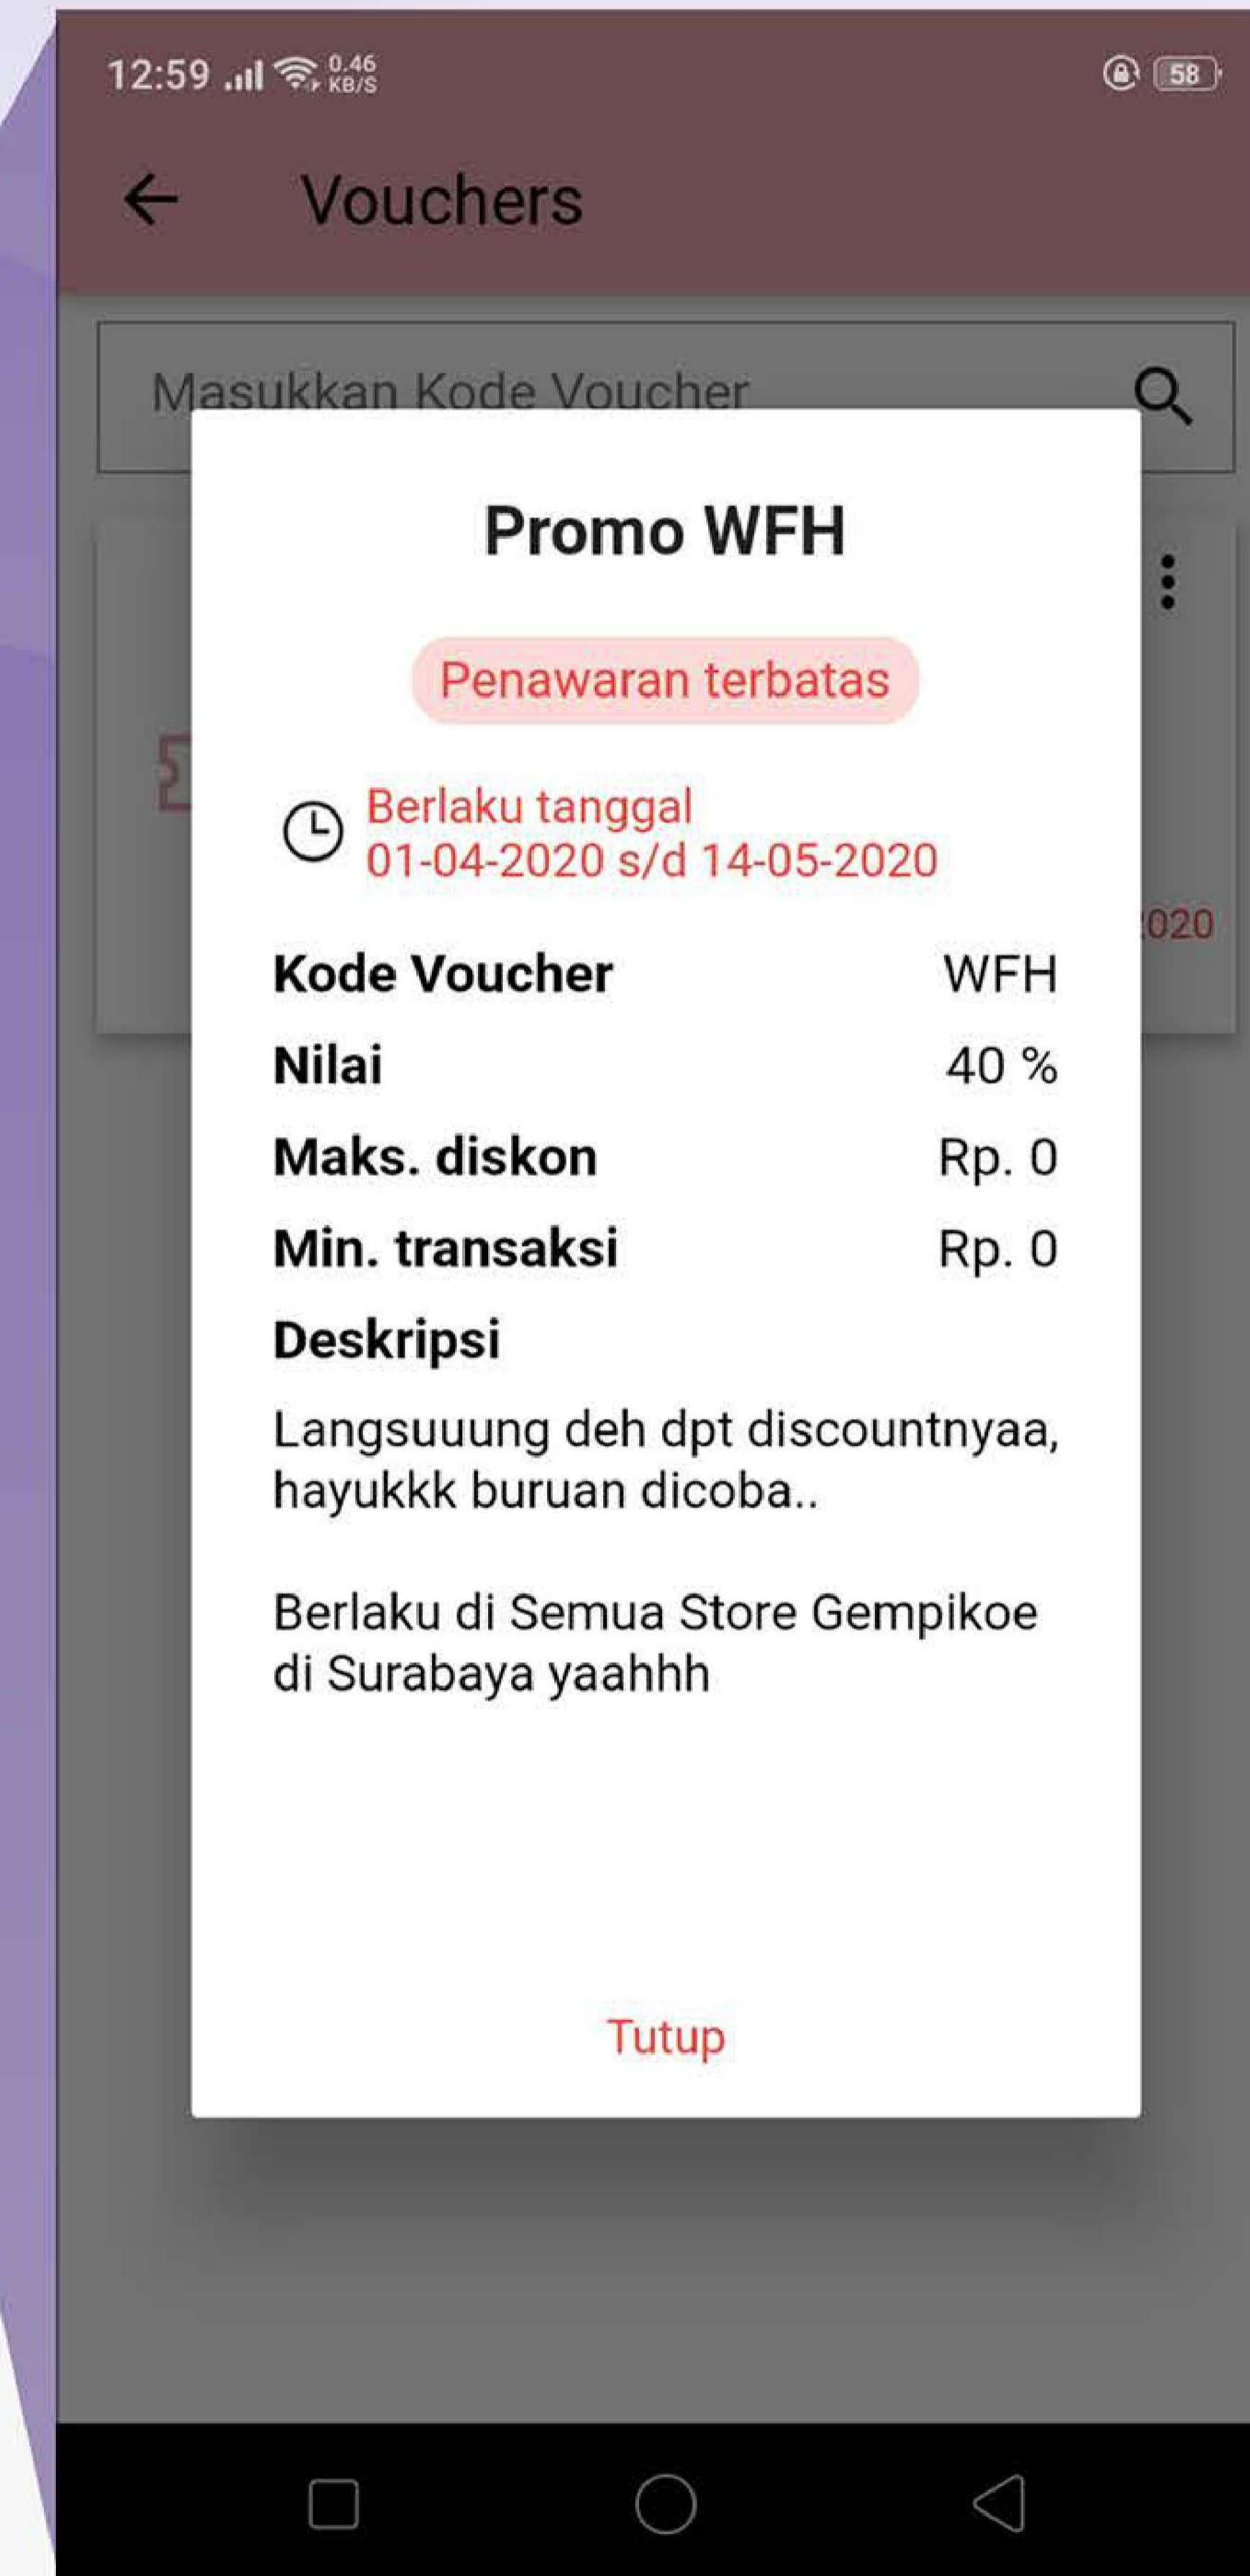 12:59
0.46
KB/S
58
Vouchers
Masukkan Kode Voucher
Promo WFH
Penawaran terbatas
Berlaku tanggal
01-04-2020 s/d 14-05-2020
020
Kode Voucher WFH
Nilai 40 %
Maks. diskon Rp. 0
Min. transaksi Rp. 0
Deskripsi
Langsuuung deh dpt discountnyaa,
hayukkk buruan dicoba..
Berlaku di Semua Store Gempikoe
di Surabaya yaahhh
Tutup